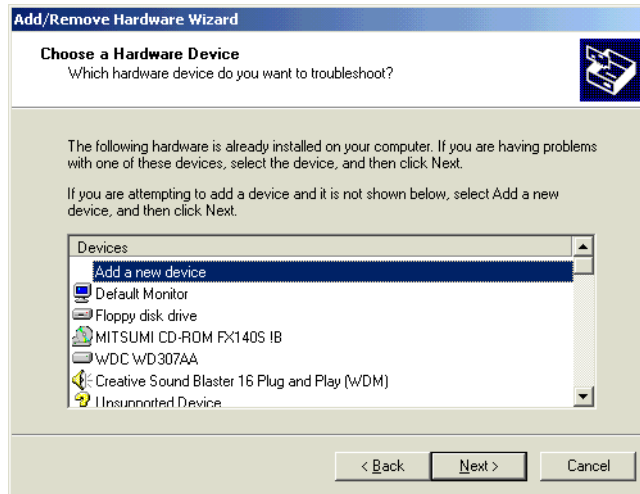 Add/Remove Hardware Wizard
Choose a Hardware Device
Which hardware device do you want to troubleshoot?
The following hardware is already installed on your computer. If you are having problems
with one of these devices, select the device, and then click Next.
If you are attempting to add a device and it is not shown below, select Add a new
device, and then click Next.
Devices
Add a new device
Default Monitor
Floppy disk drive
MITSUMI CD-ROM FX140S !B
WDC WD307AA
Creative Sound Blaster 16 Plug and Play (WDM)
Unsupported Device
< Back
Next >
Cancel